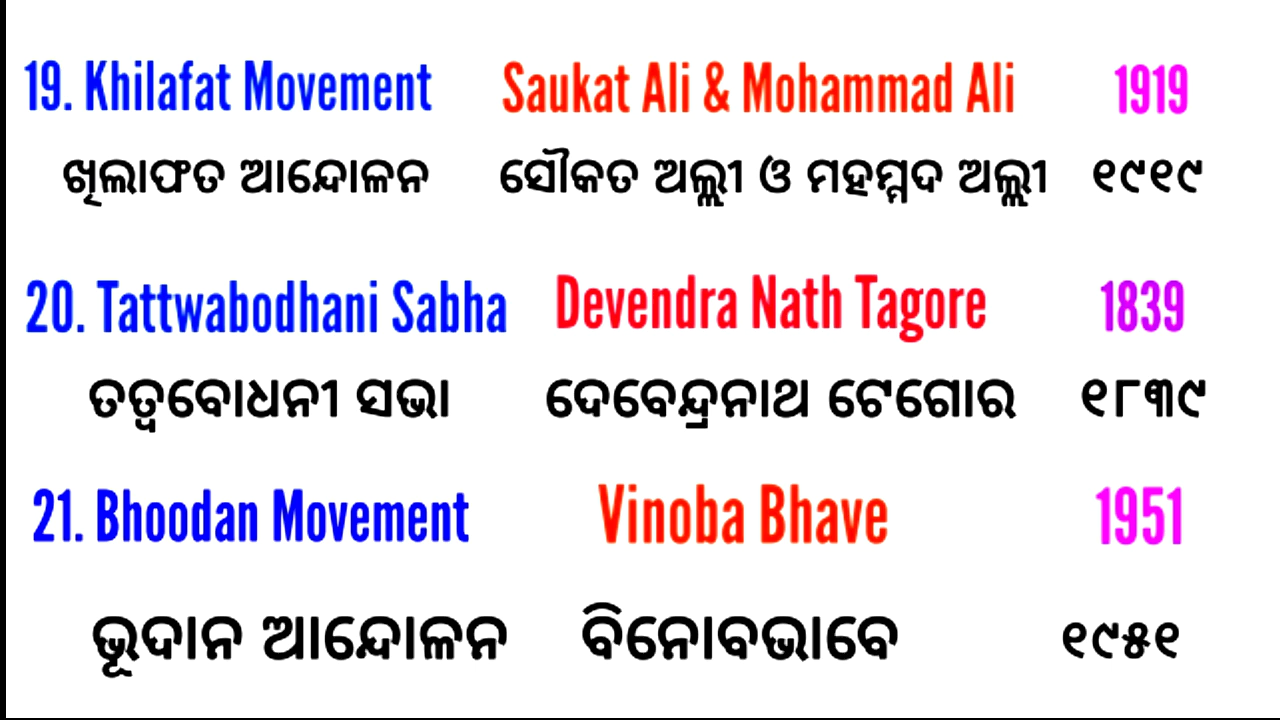 19. Khilafat Movement Saukat Ali & Mohammad Ali 1919
ଖିଲାଫତ ଆନ୍ଦୋଳନ ସୌକତ ଅଲ୍ଲୀ ଓ ମହମ୍ମଦ ଅଲ୍ଲୀ ୧୯୧୯
20. Tattwabodhani Sabha Devendra Nath Tagore 1839
ତତ୍ୱବୋଧନୀ ସଭା ଦେବେନ୍ଦ୍ରନାଥ ଟେଗୋର ୧୮୩୯
21. Bhoodan Movement Vinoba Bhave 1951
ଭୂଦାନ ଆନ୍ଦୋଳନ ବିନୋବଭାବେ ୧୯୫୧